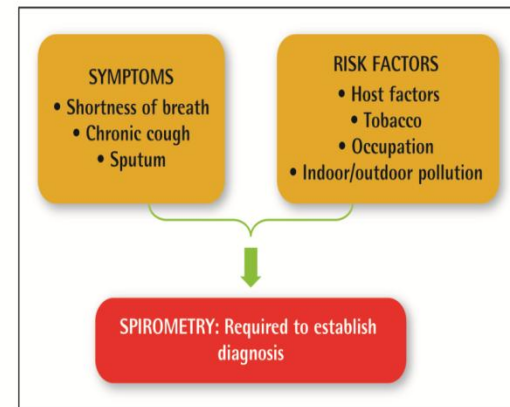 SYMPTOMS
• Shortness of breath
• Chronic cough
• Sputum
RISK FACTORS
• Host factors
• Tobacco
• Occupation
• Indoor/outdoor pollution
SPIROMETRY: Required to establish
diagnosis